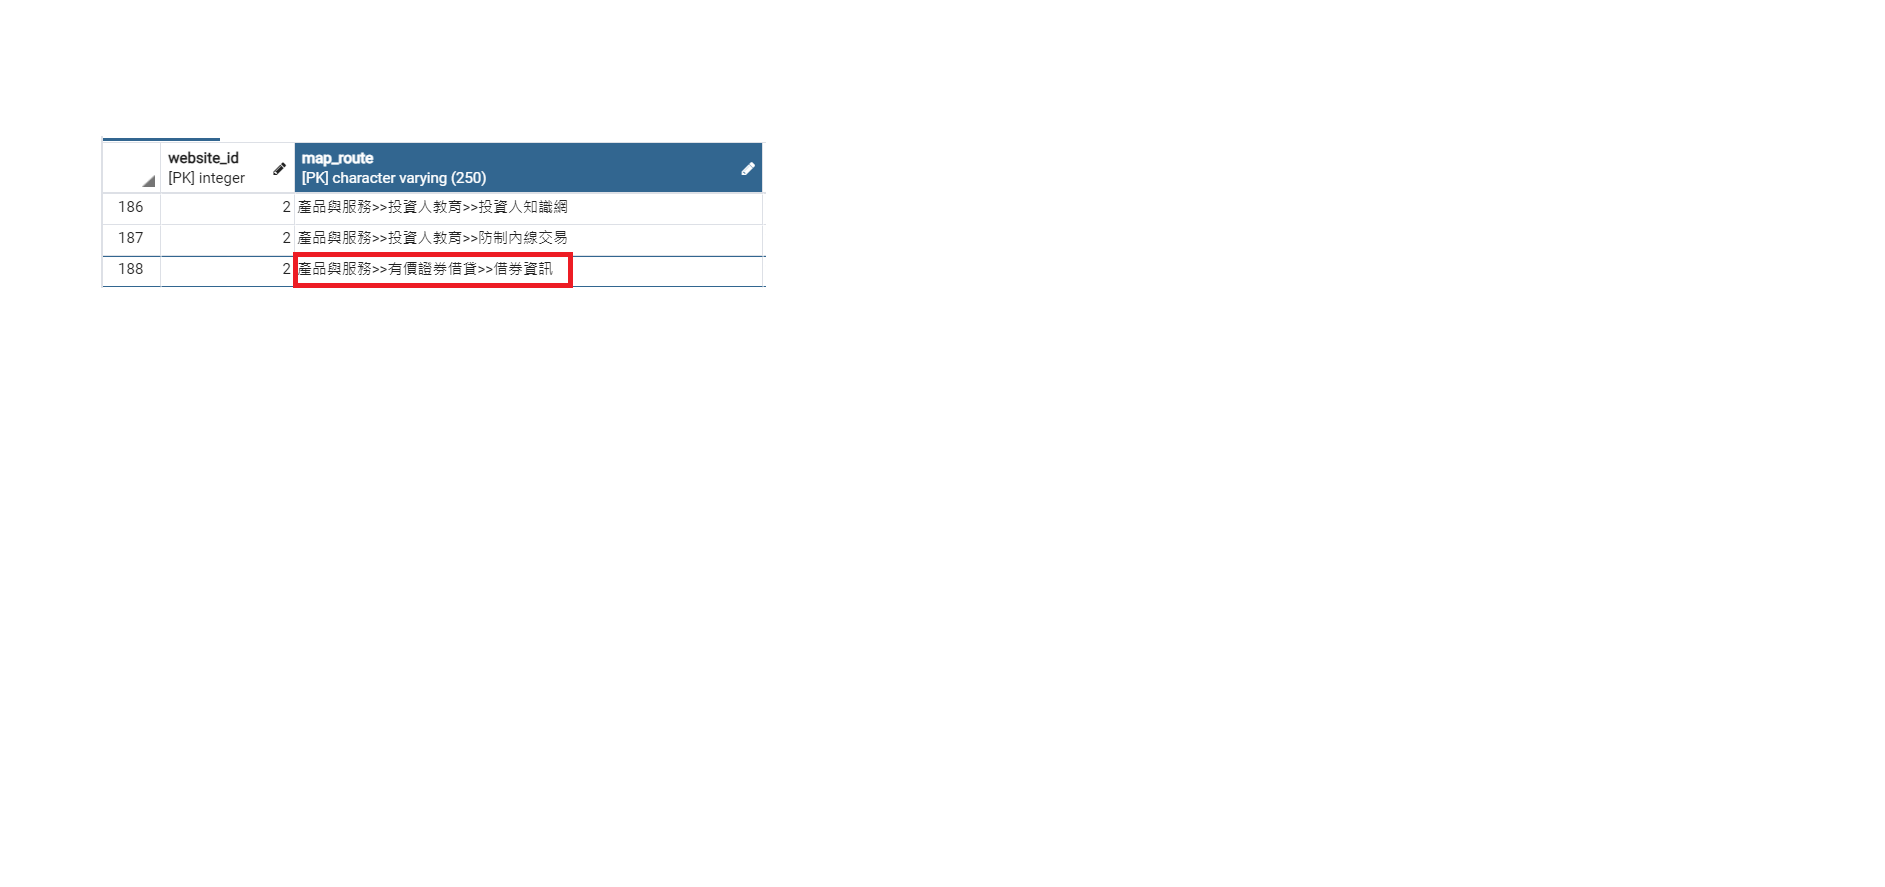 website_id map_route
[PK] integer [PK] character varying (250)
186 2 產品與服務>>投資人教育>>投資人知識網
187 2 產品與服務>>投資人教育>>防制內線交易
188 2 產品與服務>>有價證券借貸>>借券資訊